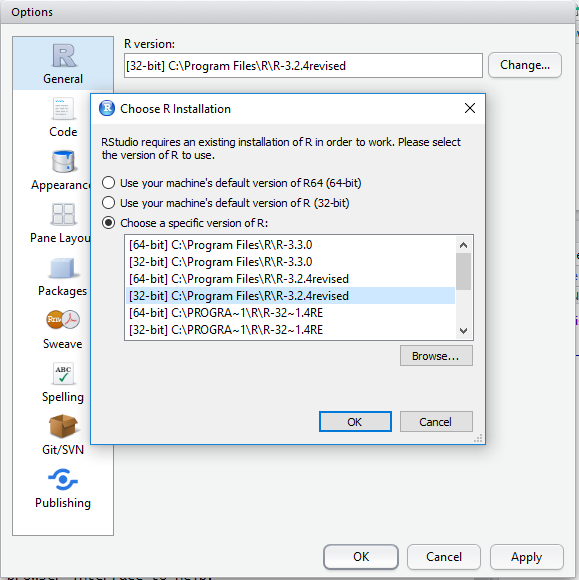 Options
R version:
[32-bit] C:\Program Files\R\R-3.2.4revised
Change...
General
Code
Appearanc
Pane Layou
Packages
Rnw
Sweave
ABC
Spelling
Git/SVN
Publishing
R Choose R Installation
RStudio requires an existing installation of R in order to work. Please select
the version of R to use.
Use your machine's default version of R64 (64-bit)
Use your machine's default version of R (32-bit)
Choose a specific version of R:
[64-bit] C:\Program Files\R\R-3.3.0
[32-bit] C:\Program Files\R\R-3.3.0
[64-bit] C:\Program Files\R\R-3.2.4revised
[32-bit] C:\Program Files\R\R-3.2.4revised
[64-bit] C:\PROGRA~1\R\R-32~1.4RE
[32-bit] C:\PROGRA~1\R\R-32~1.4RE
Browse...
OK
Cancel
OK
Cancel
Apply